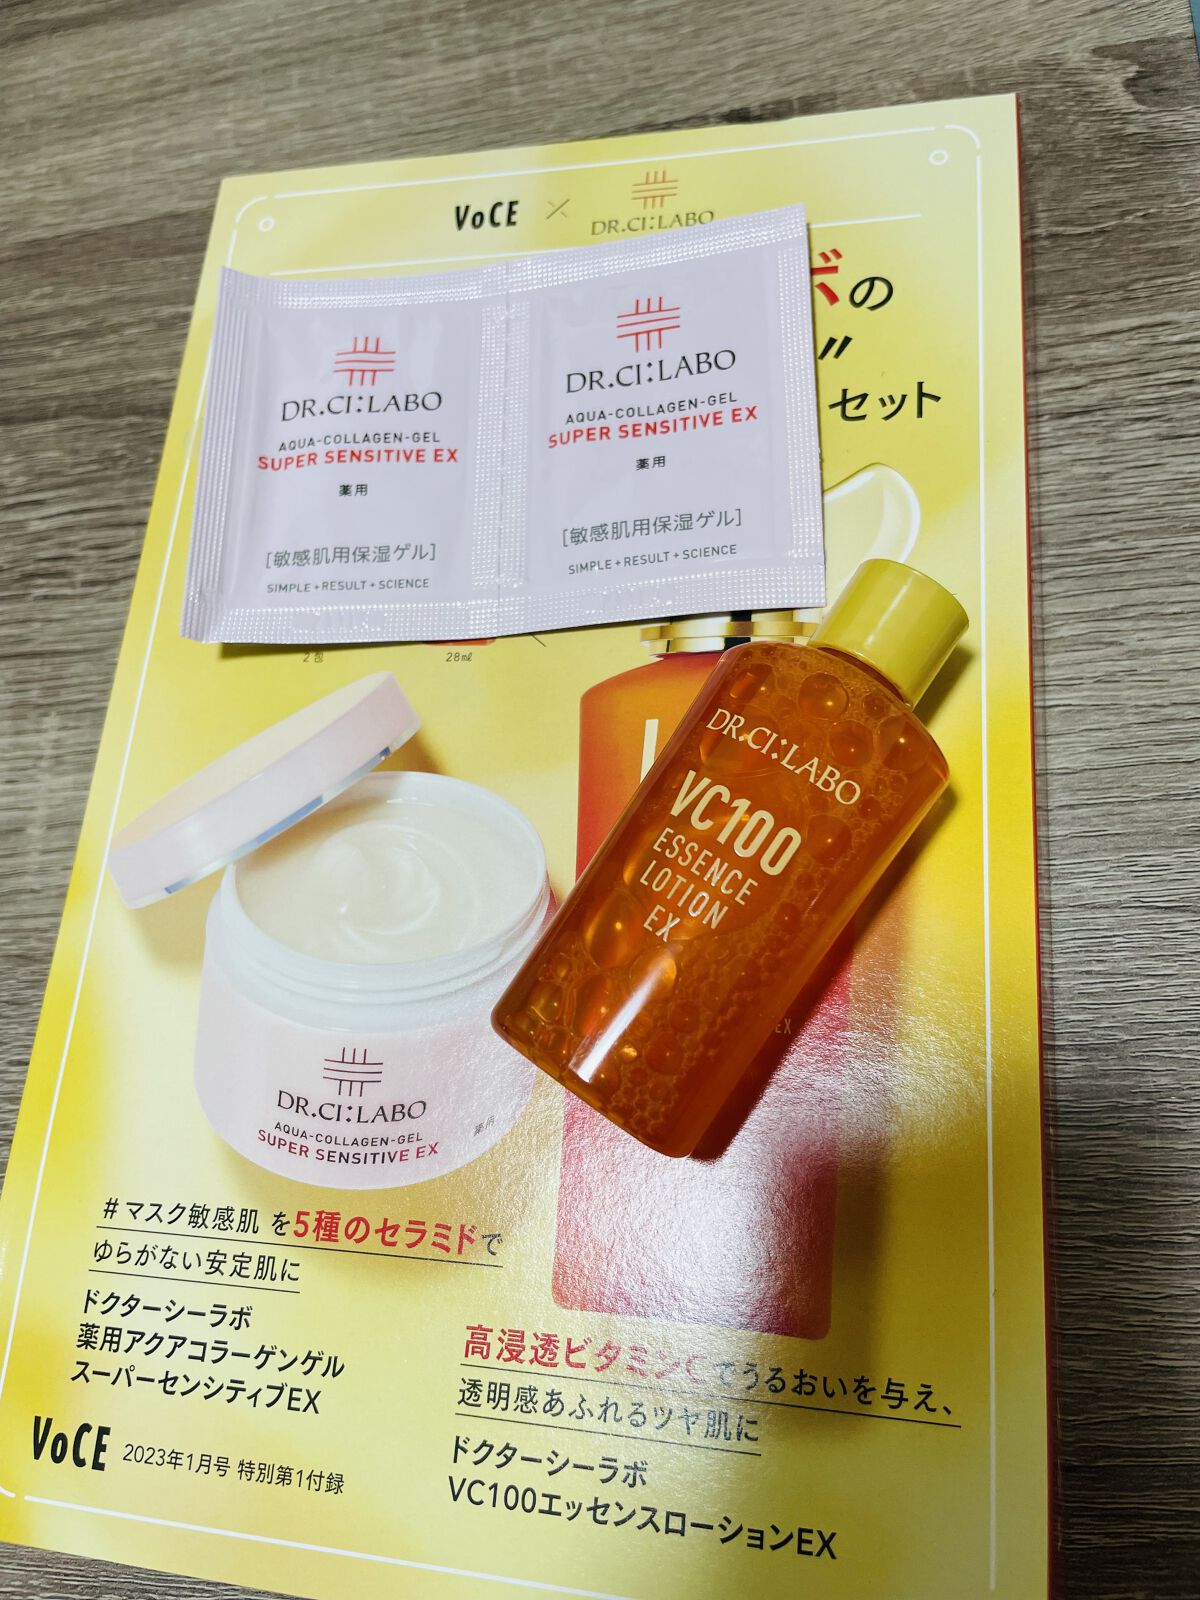 VoCE × DR.CI:LABO
ボの
〃
セット
DR.CI:LABO
AQUA-COLLAGEN-GEL
SUPER SENSITIVE EX
薬用
[敏感肌用保湿ゲル]
SIMPLE+RESULT+SCIENCE
DR.CI:LABO
AQUA-COLLAGEN-GEL
SUPER SENSITIVE EX
薬用
[敏感肌用保湿ゲル]
SIMPLE+RESULT+SCIENCE
2包
28㎖
DR.CI:LABO
VC100
ESSENCE
LOTION
EX
EX
DR.CI:LABO
AQUA-COLLAGEN-GEL
SUPER SENSITIVE EX
薬用
#マスク敏感肌 を5種のセラミドで
ゆらがない安定肌に
ドクターシーラボ
薬用アクアコラーゲンゲル
スーパーセンシティブEX
高浸透ビタミンCでうるおいを与え、
透明感あふれるツヤ肌に
ドクターシーラボ
VC100エッセンスローションEX
VoCE 2023年1月号 特別第1付録